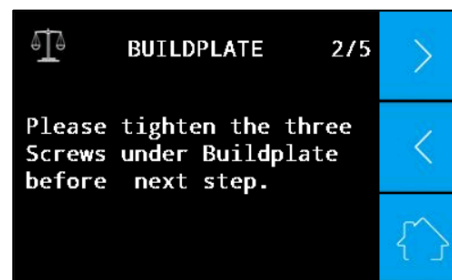 BUILDPLATE 2/5
Please tighten the three
Screws under Buildplate
before  next step.